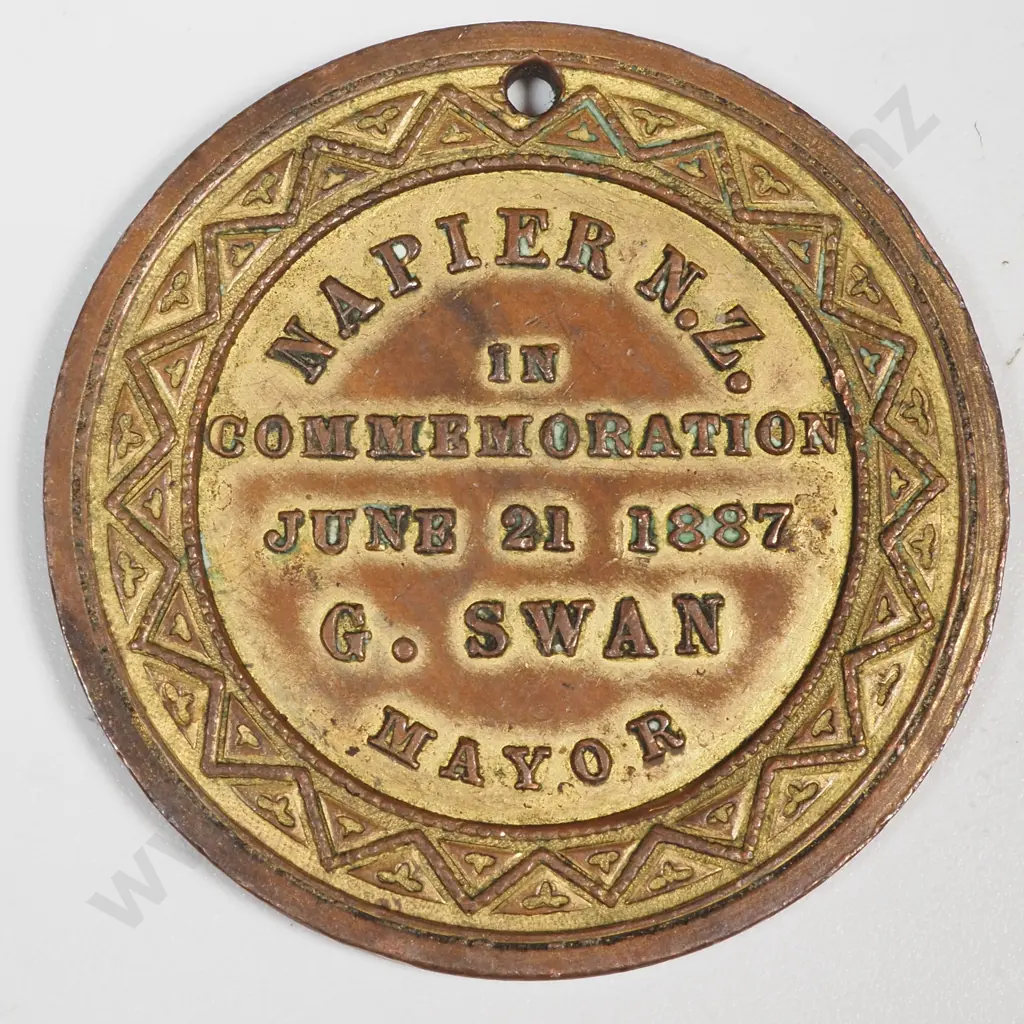 NAPIER N.Z.
IN
COMMEMORATION
JUNE 21 1887
G. SWAN
MAYOR